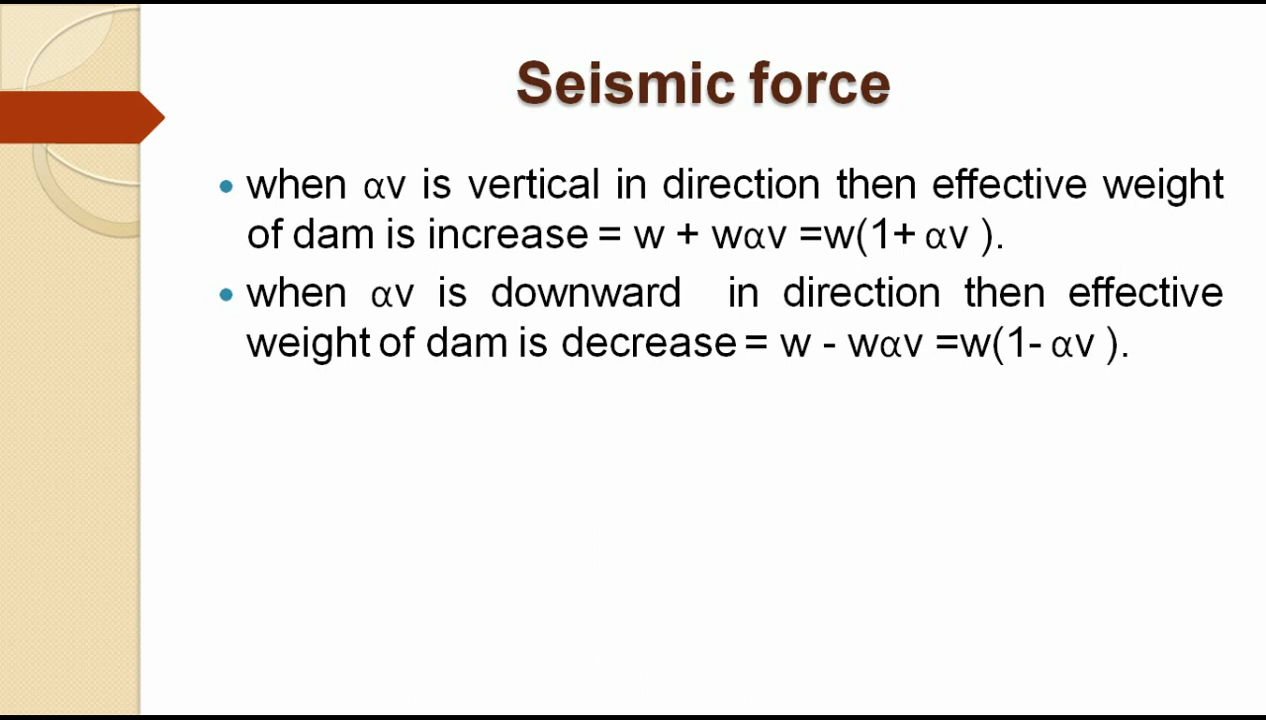 Seismic force
• when αv is vertical in direction then effective weight
of dam is increase = w + wαv =w(1+ αv ).
• when αv is downward in direction then effective
weight of dam is decrease = w - wαv =w(1- αv ).